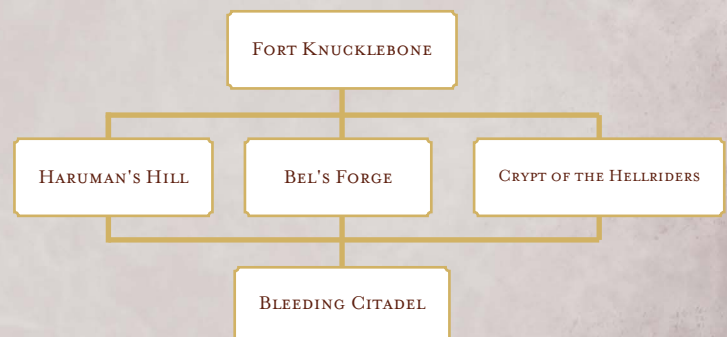 Fort Knucklebone
Haruman's Hill
Bel's Forge
Crypt of the Hellriders
Bleeding Citadel